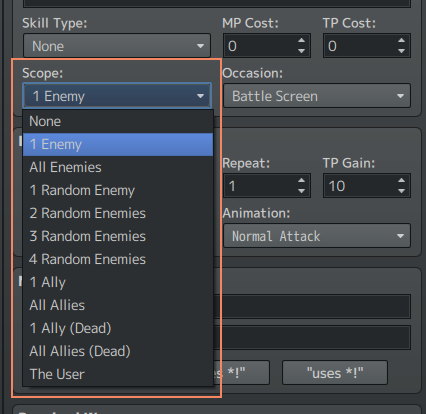 Skill Type:
MP Cost:
TP Cost:
None
0
0
Scope:
Occasion:
1 Enemy
Battle Screen
None
1 Enemy
All Enemies
1 Random Enemy
2 Random Enemies
3 Random Enemies
4 Random Enemies
1 Ally
All Allies
1 Ally (Dead)
All Allies (Dead)
The User
Repeat:
TP Gain:
1
10
Animation:
Normal Attack
*!"
"uses *!"